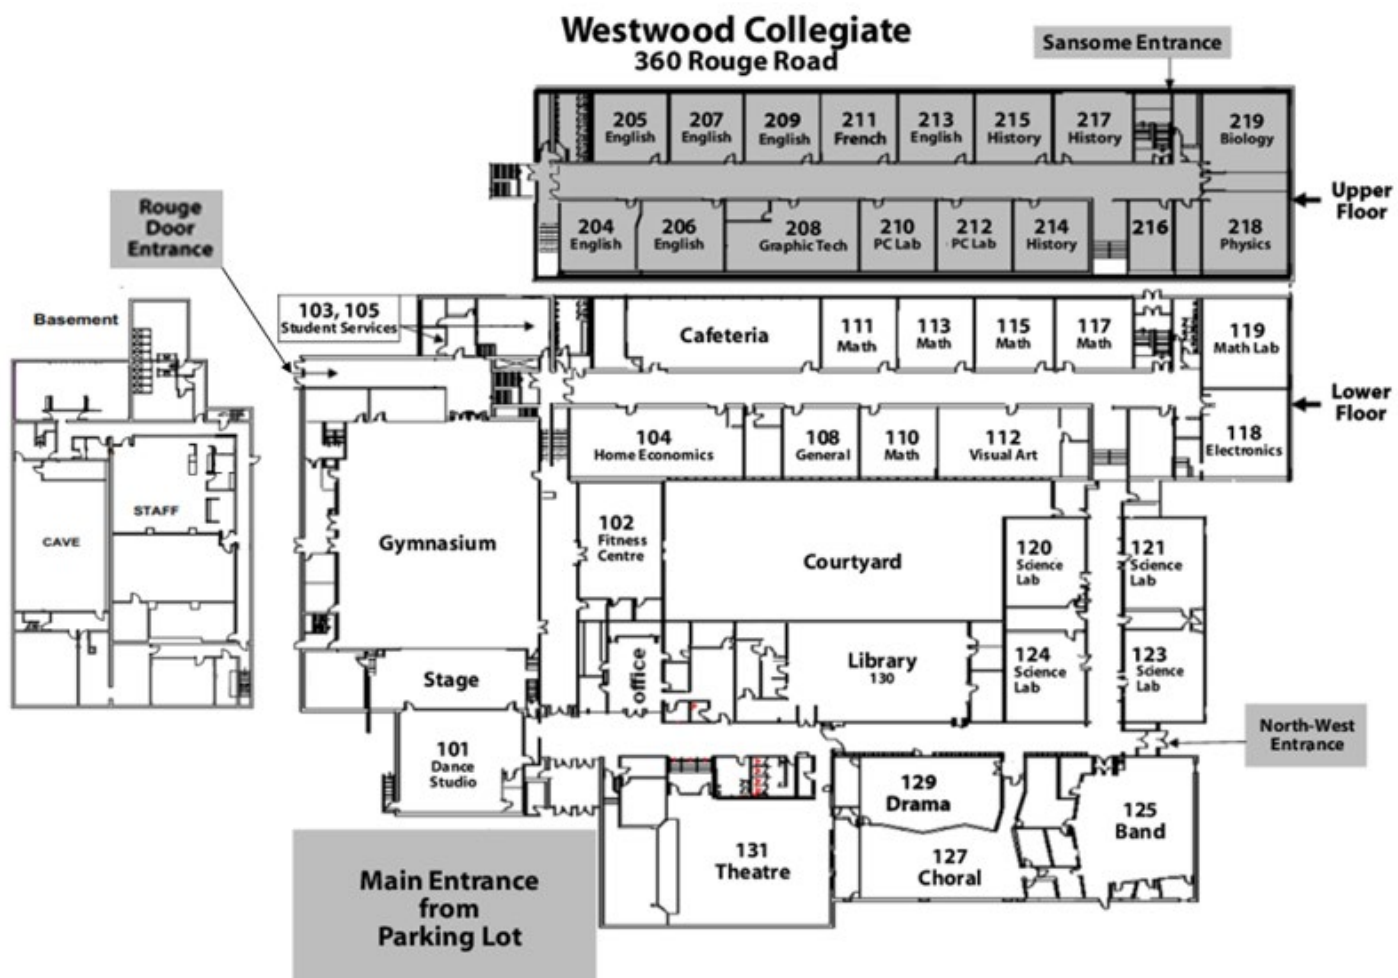 Westwood Collegiate
360 Rouge Road
Sansome Entrance
205
English
207
English
209
English
211
French
213
English
215
History
217
History
219
Biology
Upper
Floor
204
English
206
English
208
Graphic Tech
210
PC Lab
212
PC Lab
214
History
216
218
Physics
Rouge
Door
Entrance
Basement
103, 105
Student Services
Cafeteria
111
Math
113
Math
115
Math
117
Math
119
Math Lab
Lower
Floor
104
Home Economics
108
General
110
Math
112
Visual Art
118
Electronics
STAFF
CAVE
Gymnasium
102
Fitness
Centre
Courtyard
120
Science
Lab
121
Science
Lab
Stage
office
Library
130
124
Science
Lab
123
Science
Lab
North-West
Entrance
101
Dance
Studio
129
Drama
125
Band
131
Theatre
127
Choral
Main Entrance
from
Parking Lot